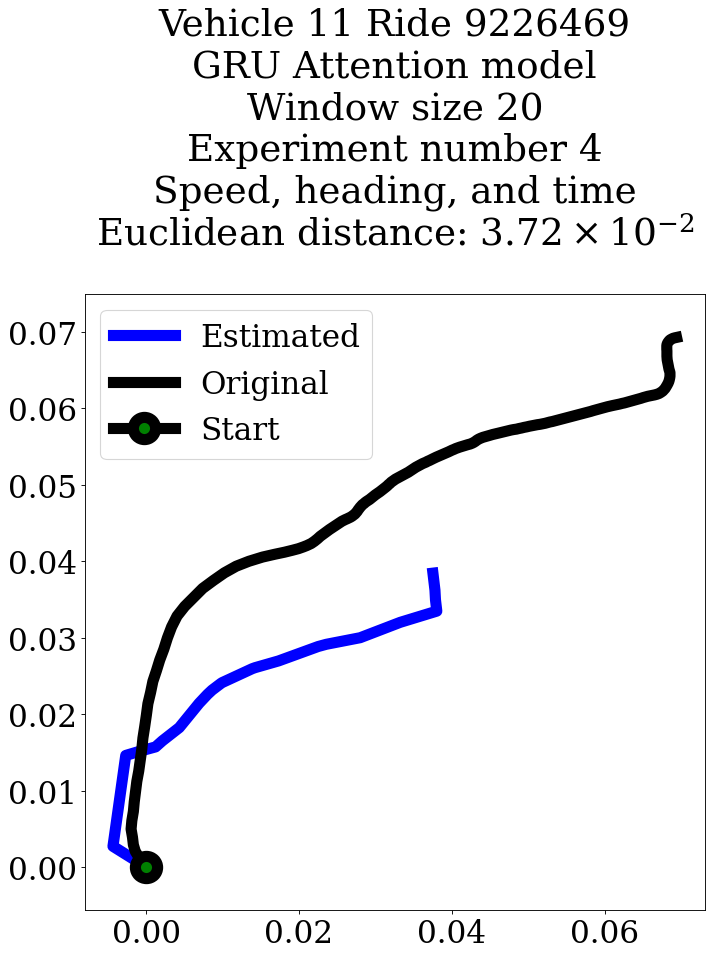 Vehicle 11 Ride 9226469
GRU Attention model
Window size 20
Experiment number 4
Speed, heading, and time
Euclidean distance: 3.72 × 10⁻²
Estimated
Original
Start
0.07
0.06
0.05
0.04
0.03
0.02
0.01
0.00
0.00 0.02 0.04 0.06